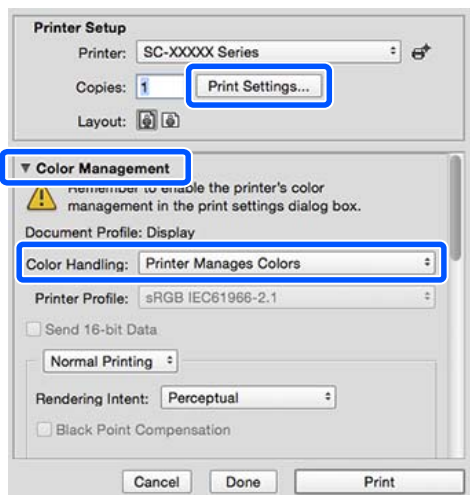 Printer Setup
Printer: SC-XXXXX Series
Copies: 1 Print Settings...
Layout:
▼ Color Management
Remember to enable the printer's color
management in the print settings dialog box.
Document Profile: Display
Color Handling: Printer Manages Colors
Printer Profile: sRGB IEC61966-2.1
Send 16-bit Data
Normal Printing
Rendering Intent: Perceptual
Black Point Compensation
Cancel Done Print